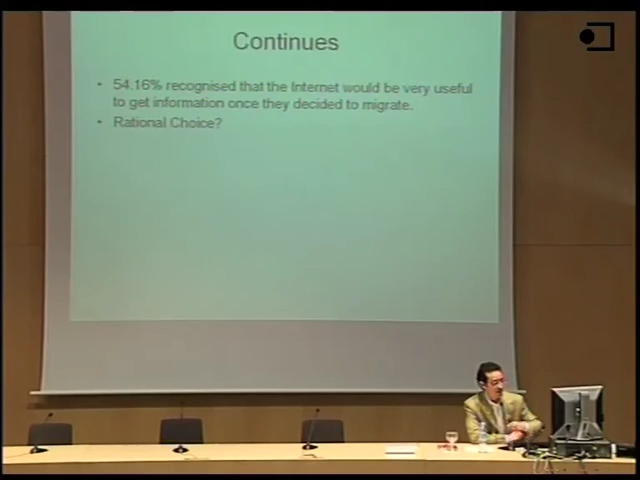 Continues
• 54.16% recognised that the Internet would be very useful
to get information once they decided to migrate.
• Rational Choice?